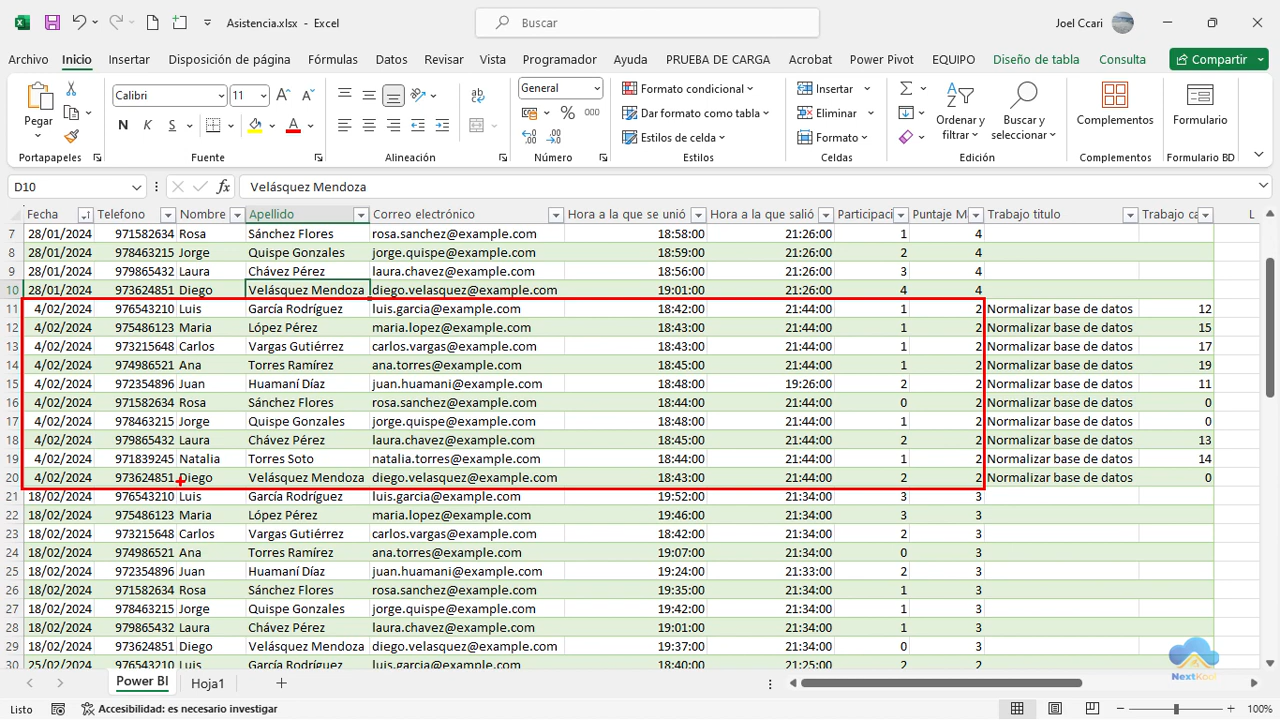 Asistencia.xlsx - Excel
Buscar
Joel Ccari
Archivo Inicio Insertar Disposición de página Fórmulas Datos Revisar Vista Programador Ayuda PRUEBA DE CARGA Acrobat Power Pivot EQUIPO Diseño de tabla Consulta Compartir
Pegar
Calibri 11
N K S
General
% 000
Formato condicional
Dar formato como tabla
Estilos de celda
Insertar
Eliminar
Formato
Ordenar y filtrar
Buscar y seleccionar
Complementos
Formulario
Portapapeles Fuente Alineación Número Estilos Celdas Edición Complementos Formulario BD
D10 fx Velásquez Mendoza
Fecha Telefono Nombre Apellido Correo electrónico Hora a la que se unió Hora a la que salió Participaci Puntaje M Trabajo titulo Trabajo ca L
7 28/01/2024 971582634 Rosa Sánchez Flores rosa.sanchez@example.com 18:58:00 21:26:00 1 4
8 28/01/2024 978463215 Jorge Quispe Gonzales jorge.quispe@example.com 18:59:00 21:26:00 2 4
9 28/01/2024 979865432 Laura Chávez Pérez laura.chavez@example.com 18:56:00 21:26:00 3 4
10 28/01/2024 973624851 Diego Velásquez Mendoza diego.velasquez@example.com 19:01:00 21:26:00 4 4
11 4/02/2024 976543210 Luis García Rodríguez luis.garcia@example.com 18:42:00 21:44:00 1 2 Normalizar base de datos 12
12 4/02/2024 975486123 Maria López Pérez maria.lopez@example.com 18:43:00 21:44:00 1 2 Normalizar base de datos 15
13 4/02/2024 973215648 Carlos Vargas Gutiérrez carlos.vargas@example.com 18:43:00 21:44:00 1 2 Normalizar base de datos 17
14 4/02/2024 974986521 Ana Torres Ramírez ana.torres@example.com 18:45:00 21:44:00 1 2 Normalizar base de datos 19
15 4/02/2024 972354896 Juan Huamaní Díaz juan.huamani@example.com 18:48:00 19:26:00 2 2 Normalizar base de datos 11
16 4/02/2024 971582634 Rosa Sánchez Flores rosa.sanchez@example.com 18:44:00 21:44:00 0 2 Normalizar base de datos 0
17 4/02/2024 978463215 Jorge Quispe Gonzales jorge.quispe@example.com 18:48:00 21:44:00 1 2 Normalizar base de datos 0
18 4/02/2024 979865432 Laura Chávez Pérez laura.chavez@example.com 18:45:00 21:44:00 2 2 Normalizar base de datos 13
19 4/02/2024 971839245 Natalia Torres Soto natalia.torres@example.com 18:44:00 21:44:00 1 2 Normalizar base de datos 14
20 4/02/2024 973624851 Diego Velásquez Mendoza diego.velasquez@example.com 18:43:00 21:44:00 2 2 Normalizar base de datos 0
21 18/02/2024 976543210 Luis García Rodríguez luis.garcia@example.com 19:52:00 21:34:00 3 3
22 18/02/2024 975486123 Maria López Pérez maria.lopez@example.com 19:46:00 21:34:00 3 3
23 18/02/2024 973215648 Carlos Vargas Gutiérrez carlos.vargas@example.com 18:42:00 21:34:00 2 3
24 18/02/2024 974986521 Ana Torres Ramírez ana.torres@example.com 19:07:00 21:34:00 0 3
25 18/02/2024 972354896 Juan Huamaní Díaz juan.huamani@example.com 19:24:00 21:33:00 2 3
26 18/02/2024 971582634 Rosa Sánchez Flores rosa.sanchez@example.com 19:35:00 21:34:00 1 3
27 18/02/2024 978463215 Jorge Quispe Gonzales jorge.quispe@example.com 19:42:00 21:34:00 1 3
28 18/02/2024 979865432 Laura Chávez Pérez laura.chavez@example.com 19:01:00 21:34:00 1 3
29 18/02/2024 973624851 Diego Velásquez Mendoza diego.velasquez@example.com 19:37:00 21:34:00 0 3
30 25/02/2024 976543210 Luis García Rodríguez luis.garcia@example.com 18:40:00 21:25:00 2 2
NextKool
Power BI Hoja1
Listo Accesibilidad: es necesario investigar 100%